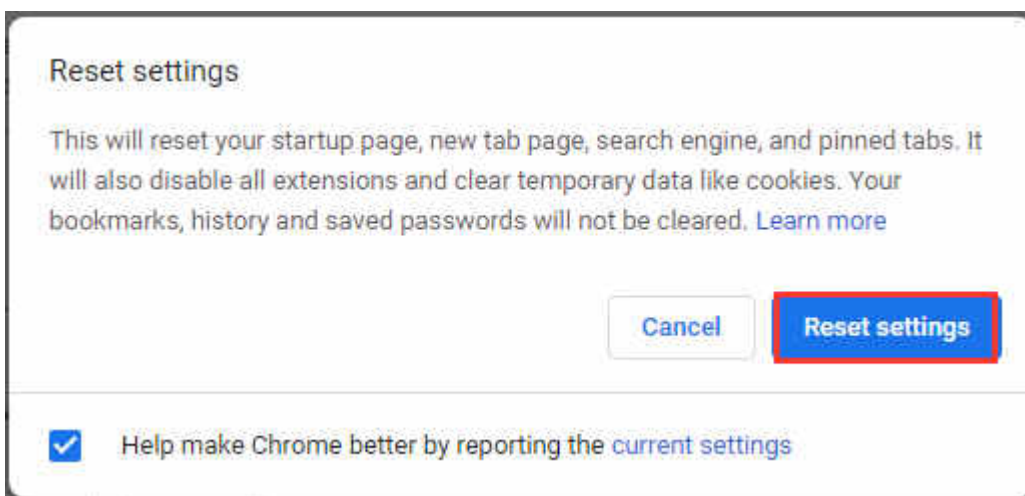 Reset settings
This will reset your startup page, new tab page, search engine, and pinned tabs. It
will also disable all extensions and clear temporary data like cookies. Your
bookmarks, history and saved passwords will not be cleared. Learn more
Cancel
Reset settings
Help make Chrome better by reporting the current settings